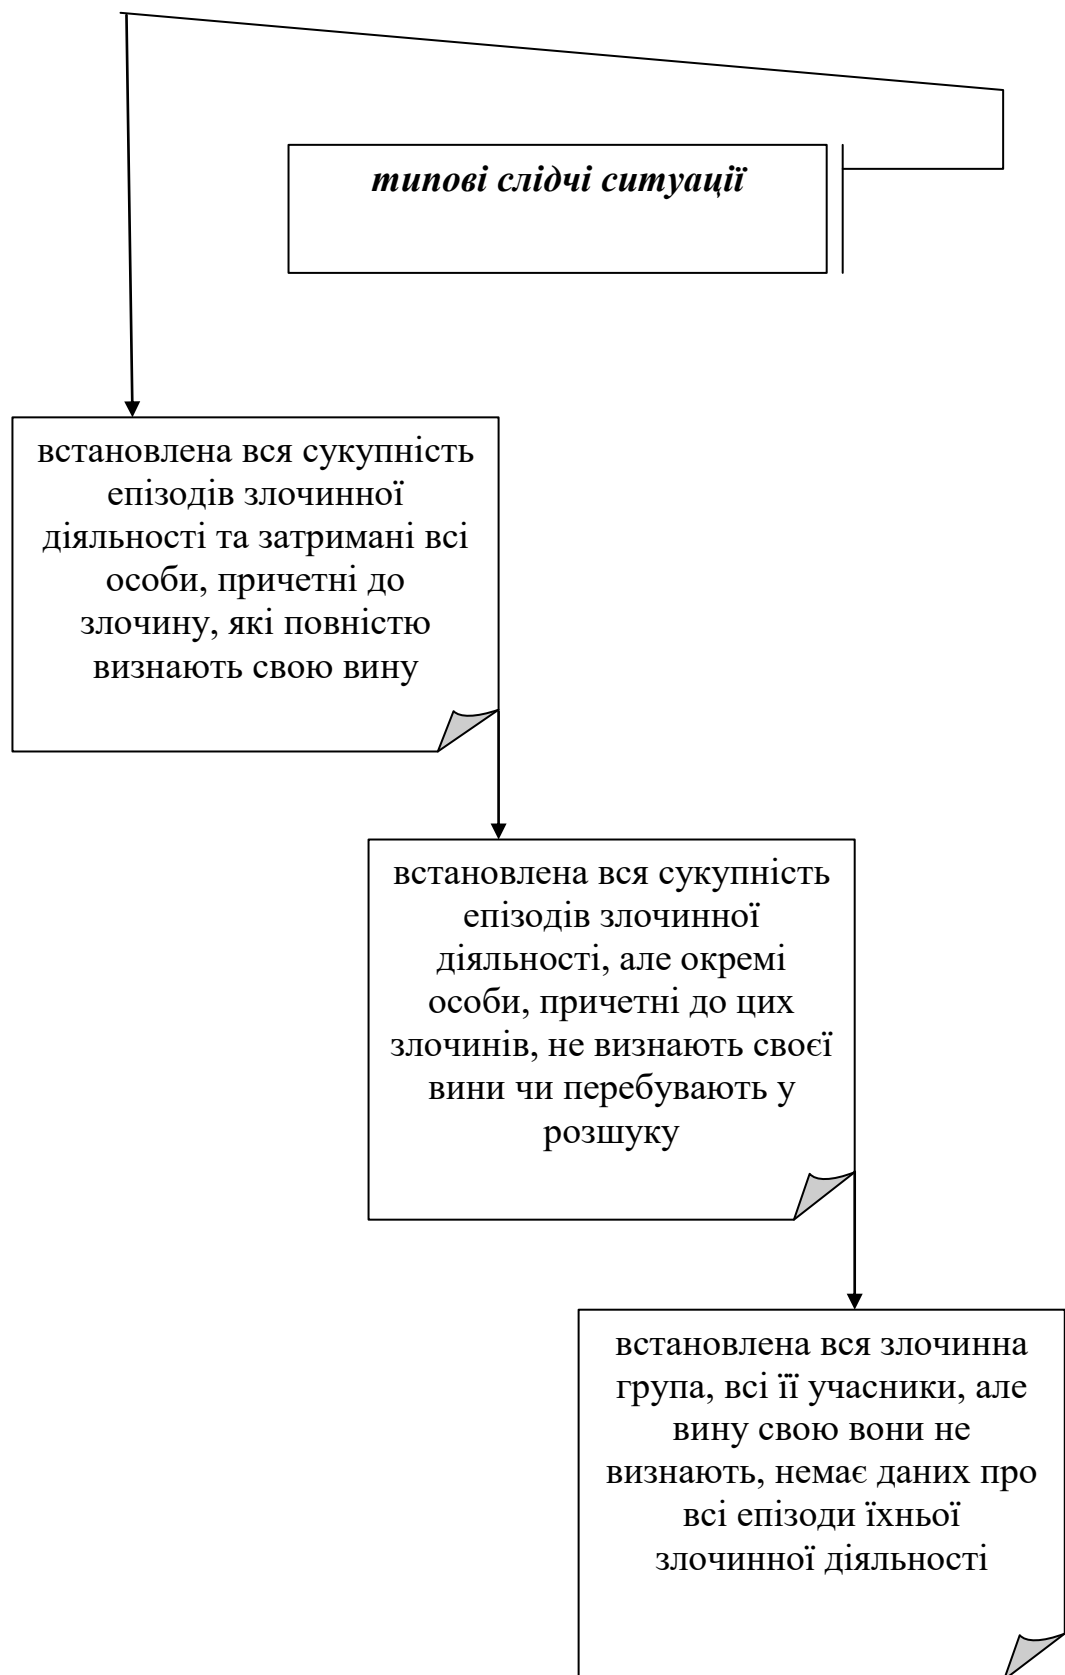 типові слідчі ситуації
встановлена вся сукупність
епізодів злочинної
діяльності та затримані всі
особи, причетні до
злочину, які повністю
визнають свою вину
встановлена вся сукупність
епізодів злочинної
діяльності, але окремі
особи, причетні до цих
злочинів, не визнають своєї
вини чи перебувають у
розшуку
встановлена вся злочинна
група, всі її учасники, але
вину свою вони не
визнають, немає даних про
всі епізоди їхньої
злочинної діяльності